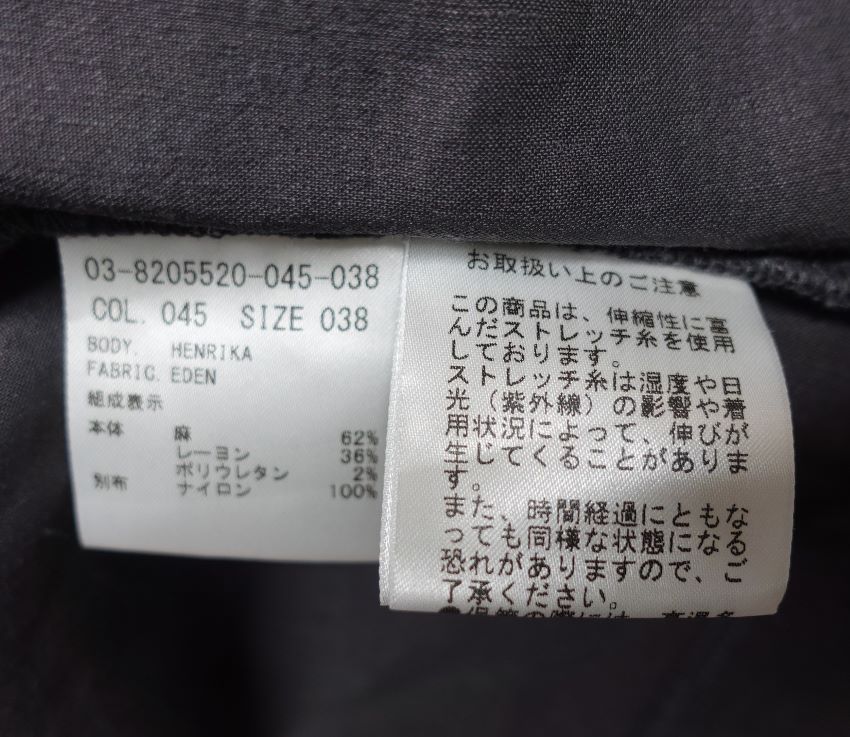 03-8205520-045-038
COL. 045 SIZE 038
BODY. HENRIKA
FABRIC. EDEN
組成表示
本体 麻 62%
レーヨン 36%
ポリウレタン 2%
別布 ナイロン 100%
お取扱い上のご注意
この商品は、伸縮性に富
んだストレッチ糸を使用
しております。
ストレッチ糸は湿度や日
光（紫外線）の影響や着
用状況によって、伸びが
生じてくることがありま
す。
また、時間経過にともな
っても同様な状態になる
恐れがありますので、ご
了承ください。